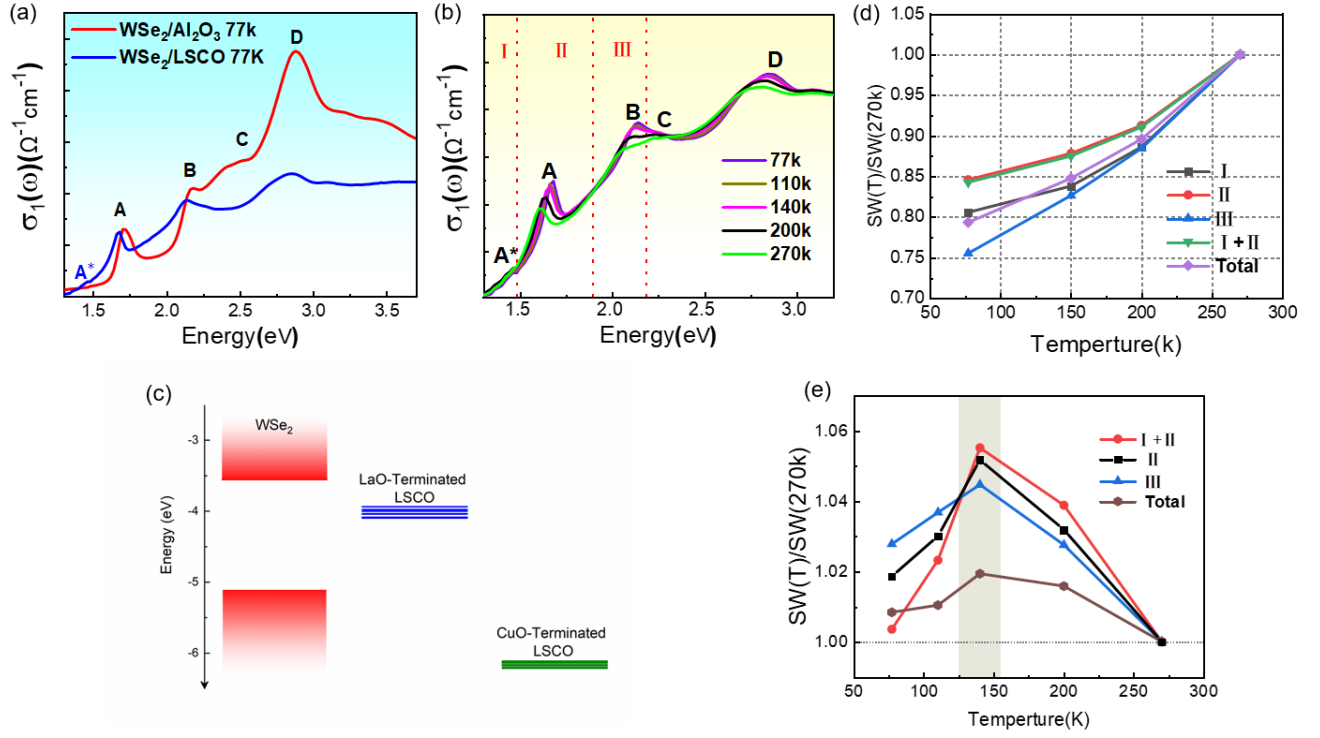 (a)
WSe2/Al2O3 77k
WSe2/LSCO 77K
A*
A
B
C
D
σ1(ω)(Ω-1cm-1)
1.5
2.0
2.5
3.0
3.5
Energy(eV)
(b)
I
II
III
A*
A
B
C
D
77k
110k
140k
200k
270k
σ1(ω)(Ω-1cm-1)
1.5
2.0
2.5
3.0
Energy(eV)
(d)
1.05
1.00
0.95
0.90
0.85
0.80
0.75
0.70
SW(T)/SW(270k)
I
II
III
I+II
Total
50
100
150
200
250
300
Temperture(k)
(c)
WSe2
-3
-4
-5
-6
Energy (eV)
LaO-Terminated
LSCO
CuO-Terminated
LSCO
(e)
1.06
1.04
1.02
1.00
SW(T)/SW(270k)
I+II
II
III
Total
50
100
150
200
250
300
Temperture(K)